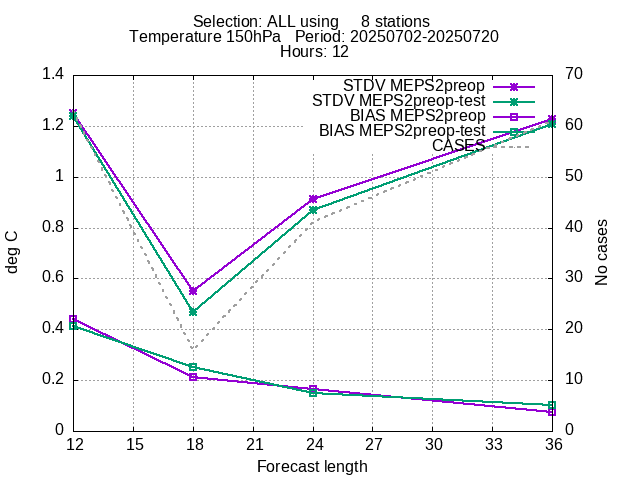 Selection: ALL using     8 stations
Temperature 150hPa   Period: 20250702-20250720
Hours: 12
1.4
1.2
1
0.8
0.6
0.4
0.2
0
deg C
STDV MEPS2preop
STDV MEPS2preop-test
BIAS MEPS2preop
BIAS MEPS2preop-test
CASES
70
60
50
40
30
20
10
0
No cases
12 15 18 21 24 27 30 33 36
Forecast length